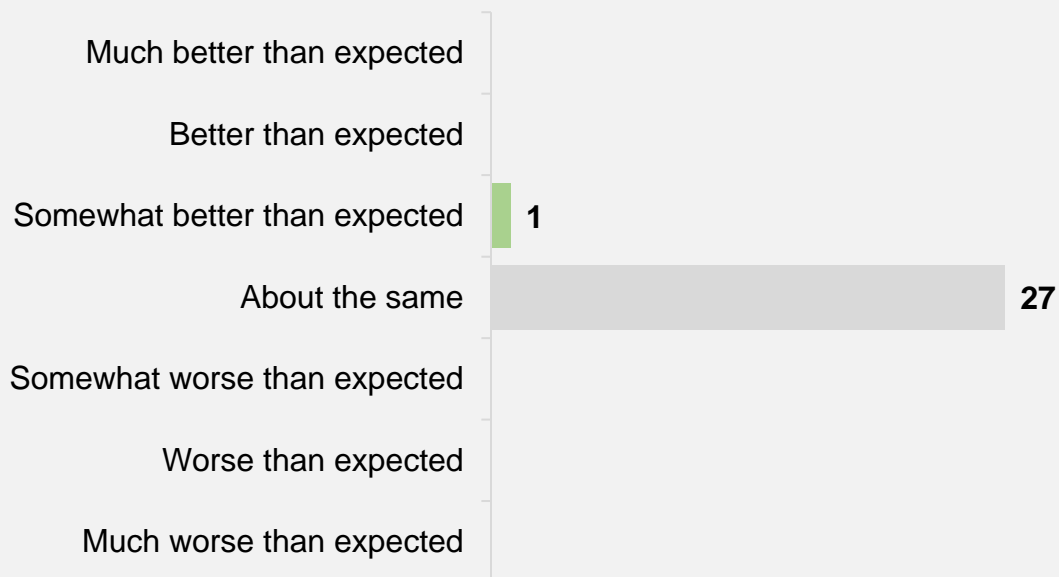 Much better than expected
Better than expected
Somewhat better than expected
1
About the same
27
Somewhat worse than expected
Worse than expected
Much worse than expected